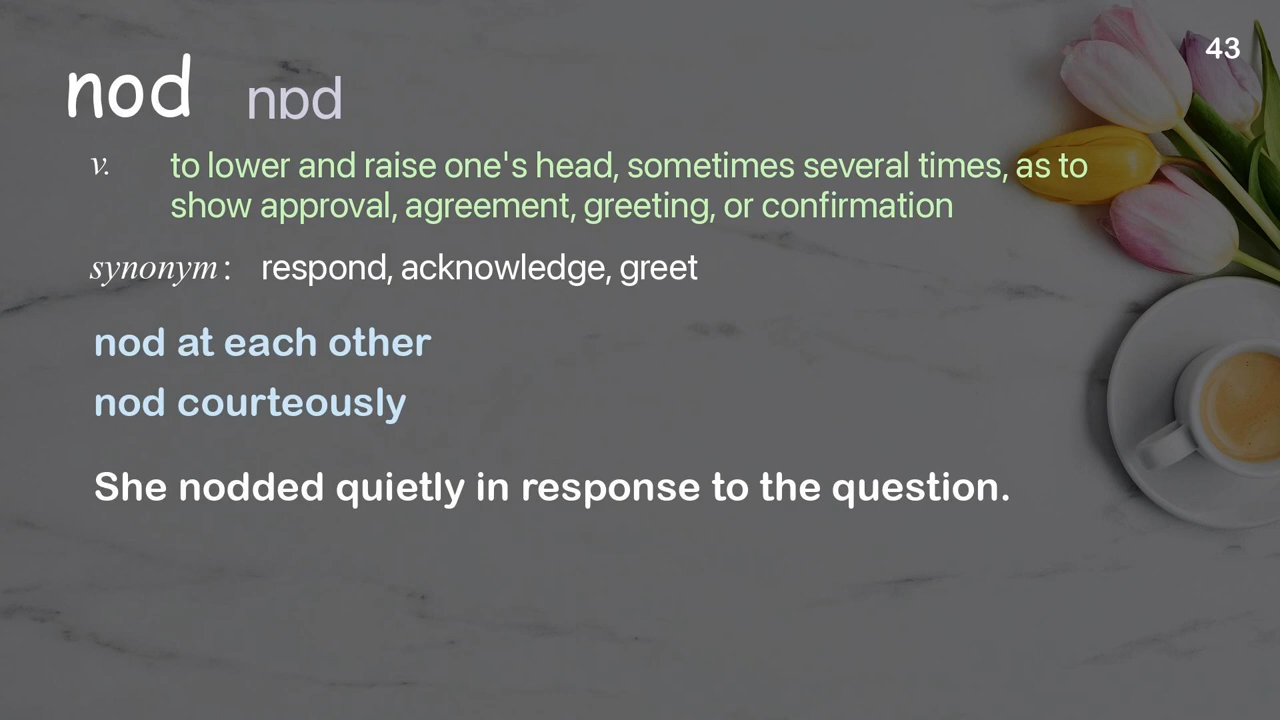 43
nod nɒd
v. to lower and raise one's head, sometimes several times, as to
show approval, agreement, greeting, or confirmation
synonym: respond, acknowledge, greet
nod at each other
nod courteously
She nodded quietly in response to the question.